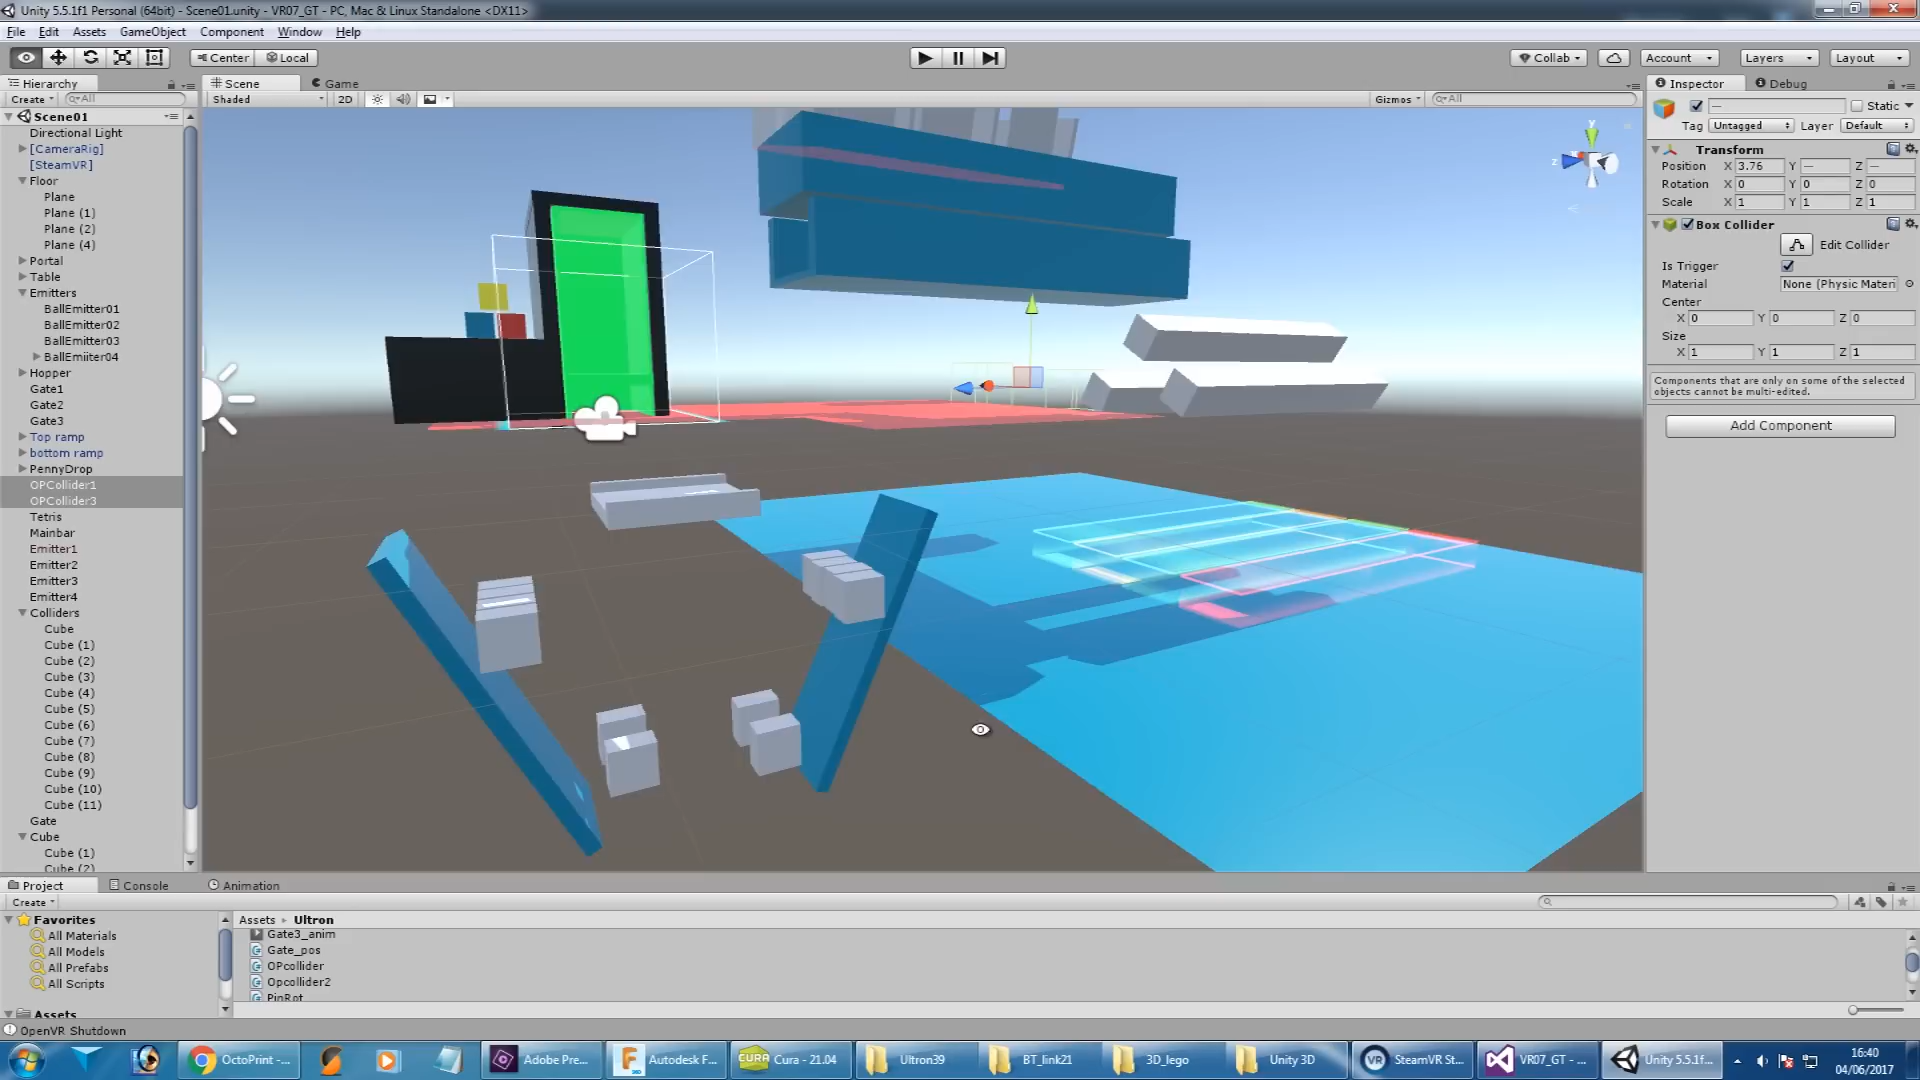 Unity 5.5.1f1 Personal (64bit) - Scene01.unity - VR07_GT - PC, Mac & Linux Standalone <DX11>
File Edit Assets GameObject Component Window Help
Center Local Collab Account Layers Layout
Hierarchy Scene Game Inspector Debug
Create All Shaded 2D Gizmos All
Static
Tag Untagged Layer Default
Scene01
Directional Light
[CameraRig]
[SteamVR]
Floor
Plane
Plane (1)
Plane (2)
Plane (4)
Portal
Table
Emitters
BallEmitter01
BallEmitter02
BallEmitter03
BallEmiiter04
Hopper
Gate1
Gate2
Gate3
Top ramp
bottom ramp
PennyDrop
OPCollider1
OPCollider3
Tetris
Mainbar
Emitter1
Emitter2
Emitter3
Emitter4
Colliders
Cube
Cube (1)
Cube (2)
Cube (3)
Cube (4)
Cube (5)
Cube (6)
Cube (7)
Cube (8)
Cube (9)
Cube (10)
Cube (11)
Gate
Cube
Cube (1)
Cube (2)
y
z
Transform
Position X 3.76 Y — Z —
Rotation X 0 Y 0 Z 0
Scale X 1 Y 1 Z 1
Box Collider
Edit Collider
Is Trigger
Material None (Physic Materi
Center
X 0 Y 0 Z 0
Size
X 1 Y 1 Z 1
Components that are only on some of the selected
objects cannot be multi-edited.
Add Component
Project Console Animation
Create
Favorites
All Materials
All Models
All Prefabs
All Scripts
Assets
Assets Ultron
Gate3_anim
Gate_pos
OPcollider
Opcollider2
PinRot
OpenVR Shutdown
OctoPrint -... Adobe Pre... Autodesk F... Cura - 21.04 Ultron39 BT_link21 3D_lego Unity 3D SteamVR St... VR07_GT - ... Unity 5.5.1f...
16:40
04/06/2017